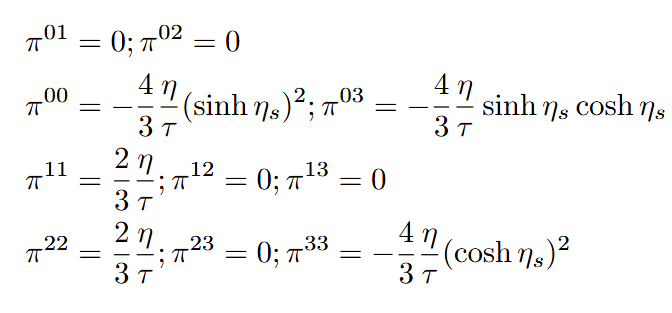 π^{01} = 0; π^{02} = 0
π^{00} = −\frac{4}{3}\frac{η}{τ}(sinh η_s)^2; π^{03} = −\frac{4}{3}\frac{η}{τ} sinh η_s cosh η_s
π^{11} = \frac{2}{3}\frac{η}{τ}; π^{12} = 0; π^{13} = 0
π^{22} = \frac{2}{3}\frac{η}{τ}; π^{23} = 0; π^{33} = −\frac{4}{3}\frac{η}{τ}(cosh η_s)^2